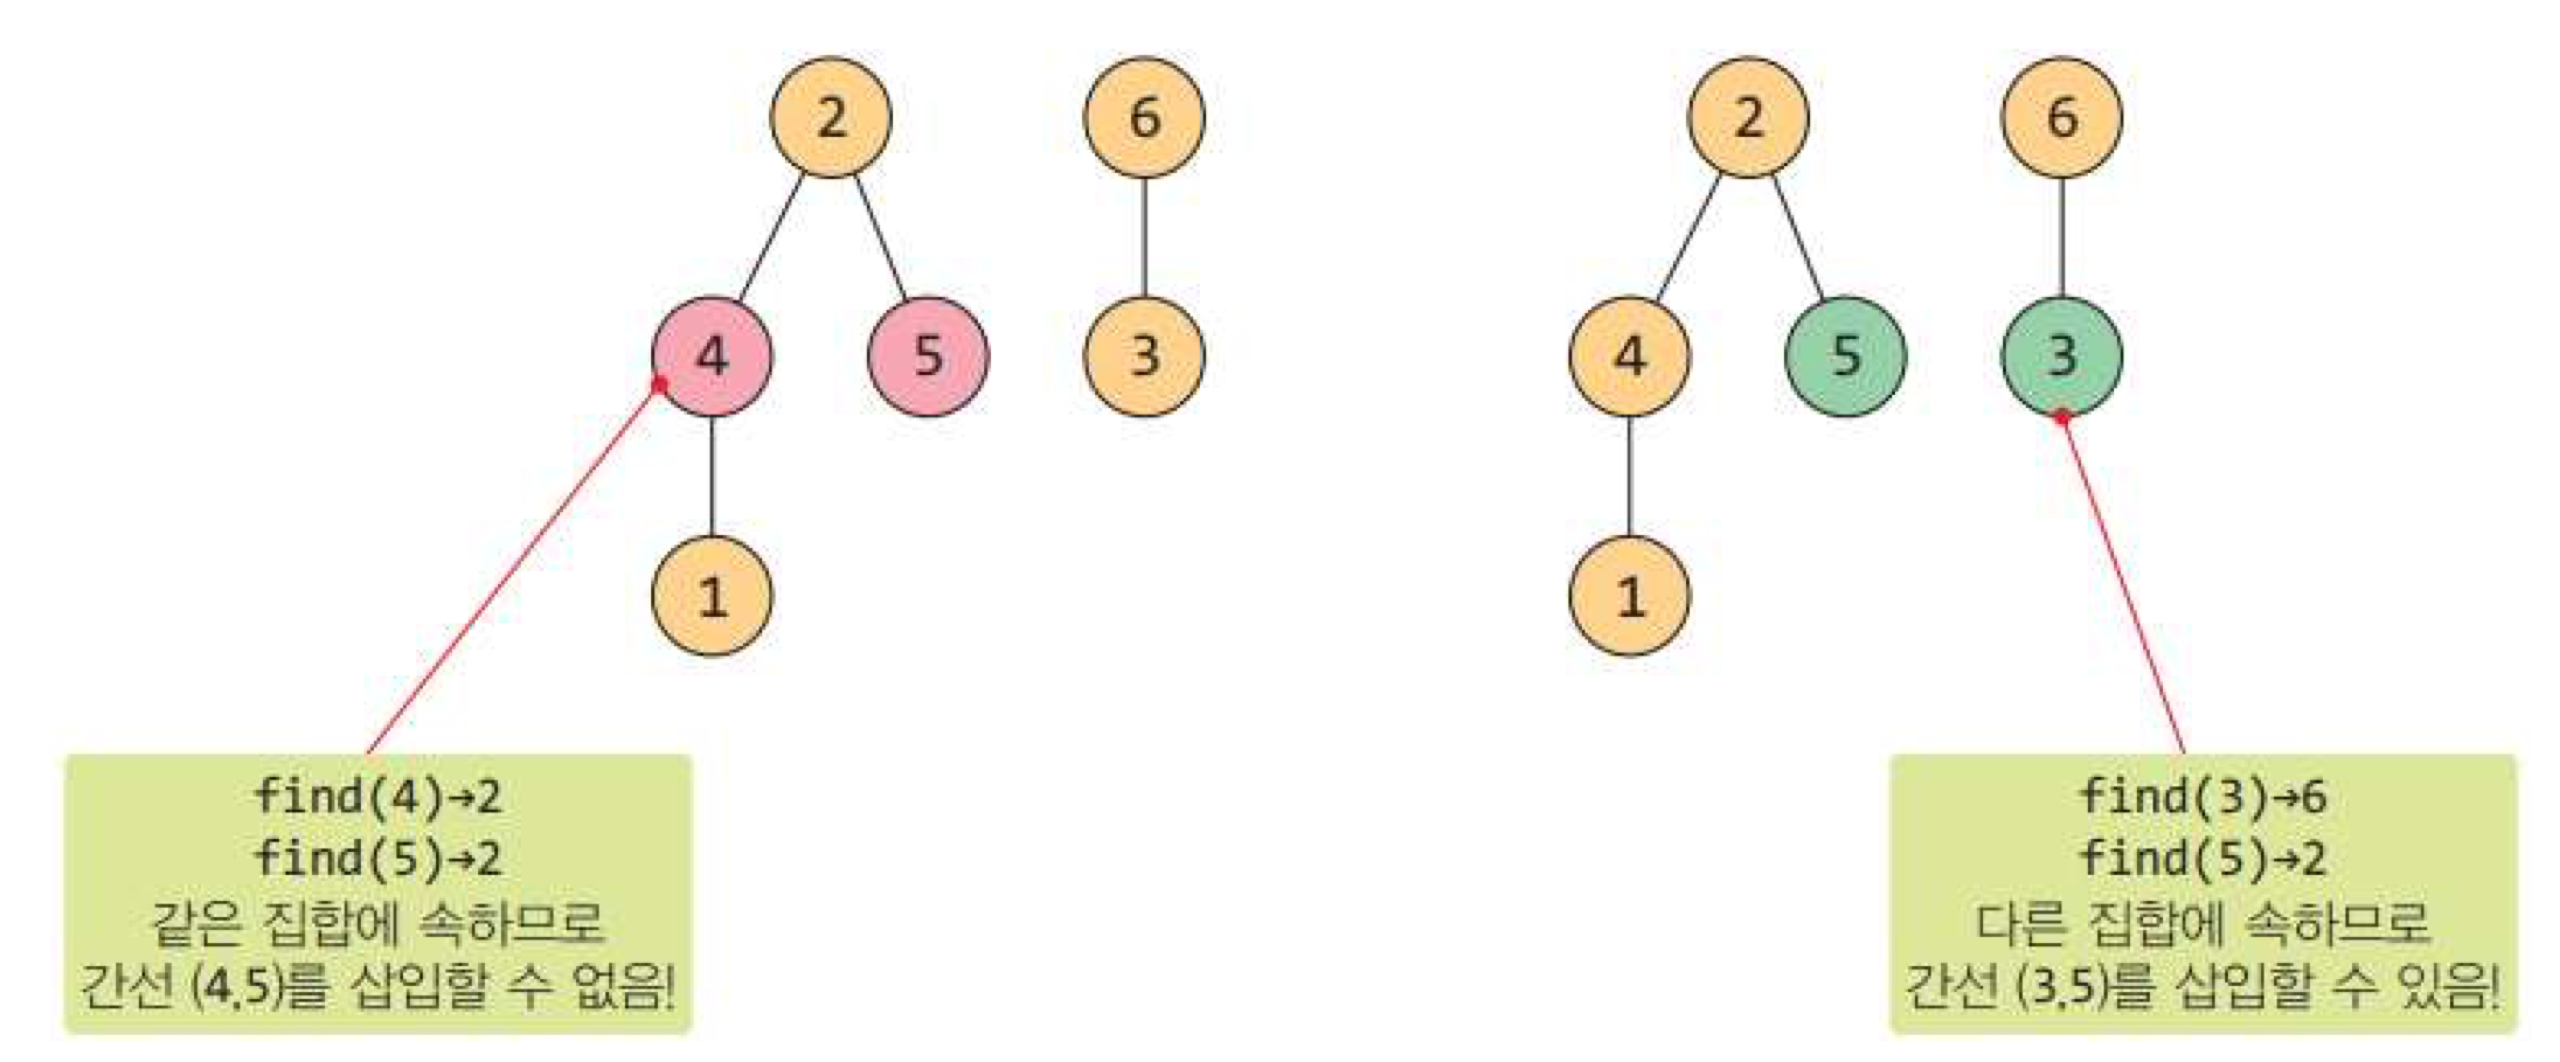 2
6
4
5
3
1
find(4)→2
find(5)→2
같은 집합에 속하므로
간선 (4,5)를 삽입할 수 없음!
2
6
4
5
3
1
find(3)→6
find(5)→2
다른 집합에 속하므로
간선 (3,5)를 삽입할 수 있음!